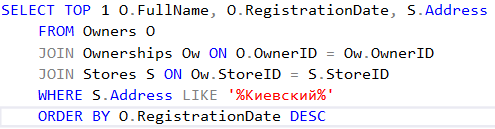 SELECT TOP 1 O.FullName, O.RegistrationDate, S.Address
FROM Owners O
JOIN Ownerships Ow ON O.OwnerID = Ow.OwnerID
JOIN Stores S ON Ow.StoreID = S.StoreID
WHERE S.Address LIKE '%Киевский%'
ORDER BY O.RegistrationDate DESC